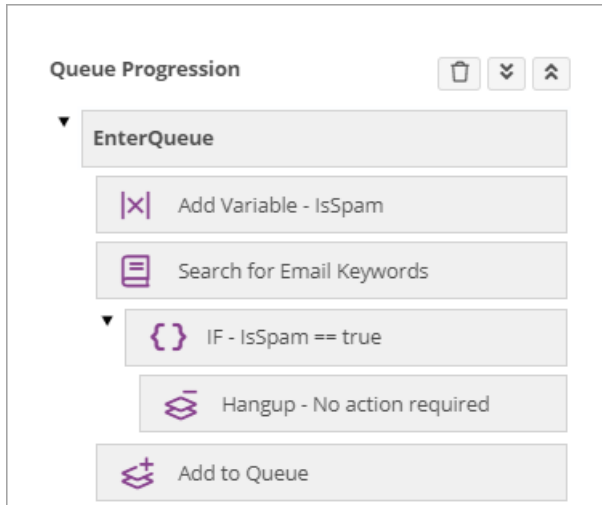 Queue Progression
EnterQueue
Add Variable - IsSpam
Search for Email Keywords
IF - IsSpam == true
Hangup - No action required
Add to Queue